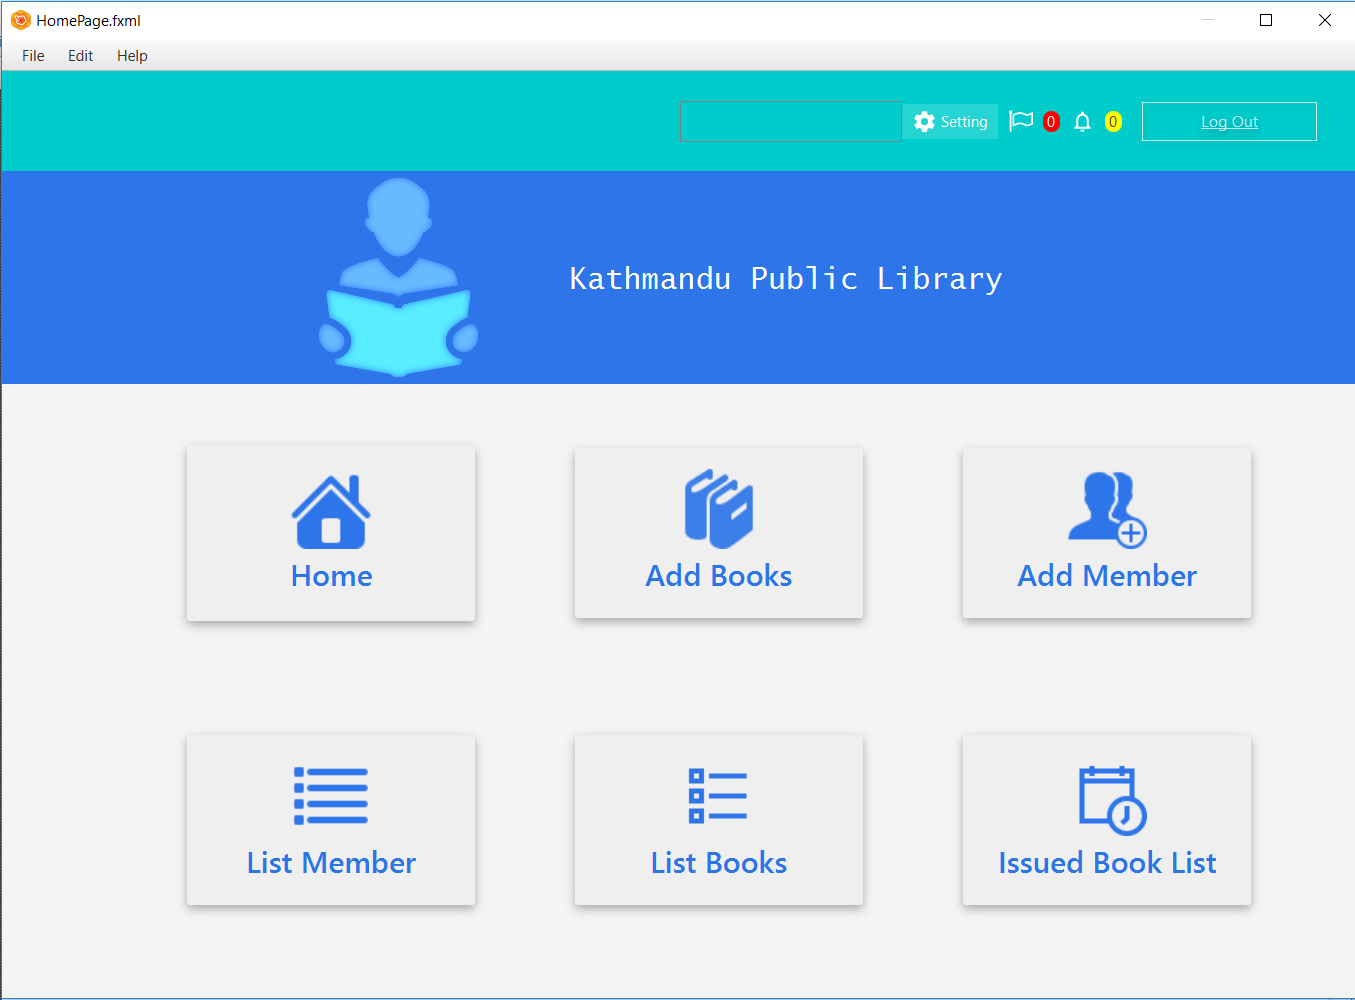 HomePage.fxml
File Edit Help
Setting 0 0 Log Out
Kathmandu Public Library
Home
Add Books
Add Member
List Member
List Books
Issued Book List